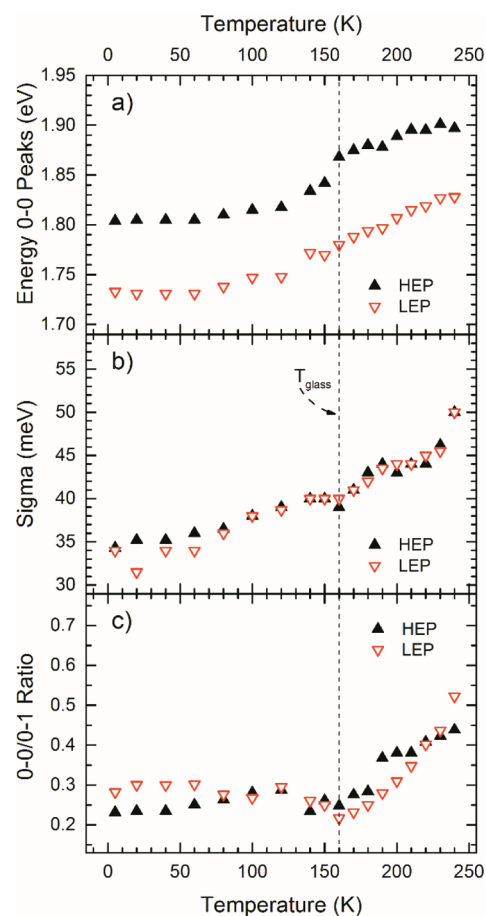 Temperature (K)
0 50 100 150 200 250
a)
Energy 0-0 Peaks (eV)
1.95
1.90
1.85
1.80
1.75
1.70
HEP
LEP
b)
Sigma (meV)
55
50
45
40
35
30
Tglass
HEP
LEP
c)
0-0/0-1 Ratio
0.7
0.6
0.5
0.4
0.3
0.2
HEP
LEP
0 50 100 150 200 250
Temperature (K)